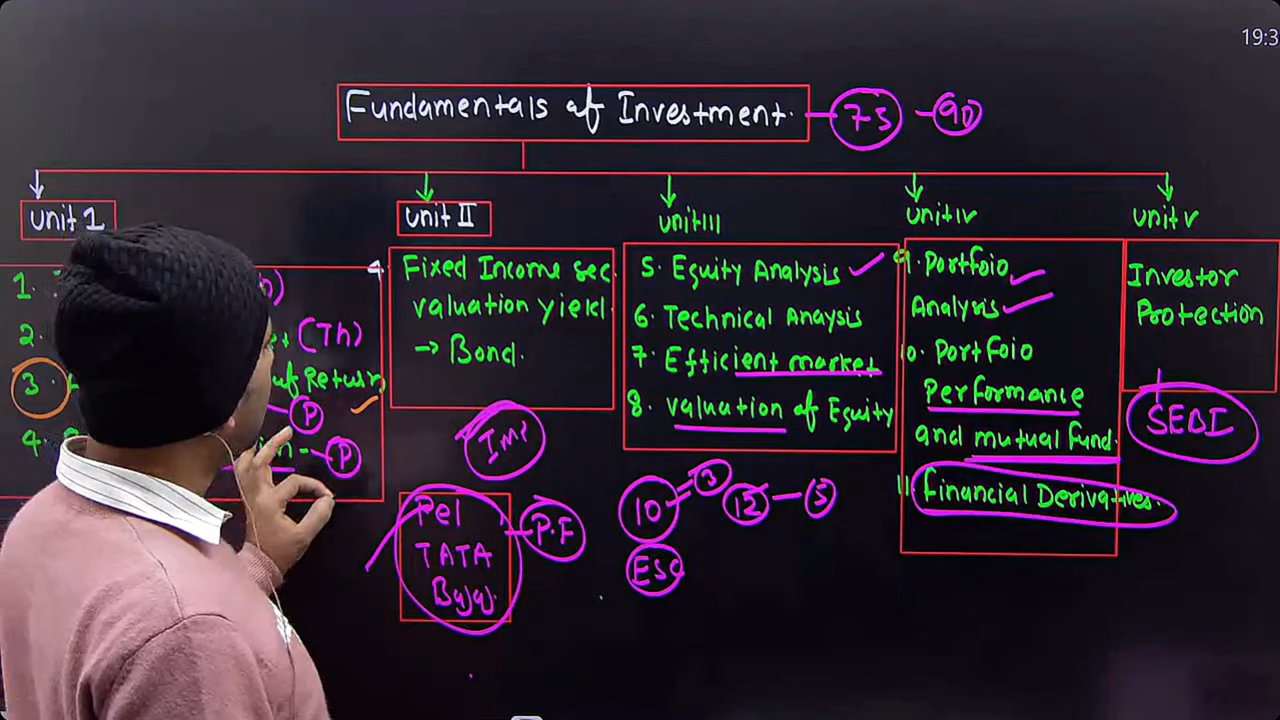 19:3
Fundamentals of Investment.
75
90
unit 1
1.
2.
(Th)
3.
of Return
P
4.
P
unit II
Fixed Income sec.
valuation yield
→ Bond.
Imp
Pel
TATA
Bajaj.
P.F
unit III
5. Equity Analysis
6. Technical Anaysis
7. Efficient market
8. valuation of Equity
10
3
12
5
ESC
unit IV
9. Portfoio
Analysis
10. Portfoio
Performance
and mutual fund.
11. financial Derivatives.
unit V
Investor
Protection
SEBI